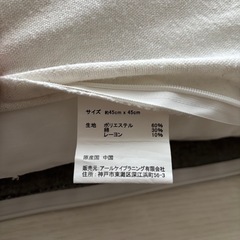 サイズ 約45cm x 45cm
生地 ポリエステル 60%
綿 30%
レーヨン 10%
原産国 中国
販売元：アールケイプランニング有限会社
住所：神戸市東灘区深江浜町56-1